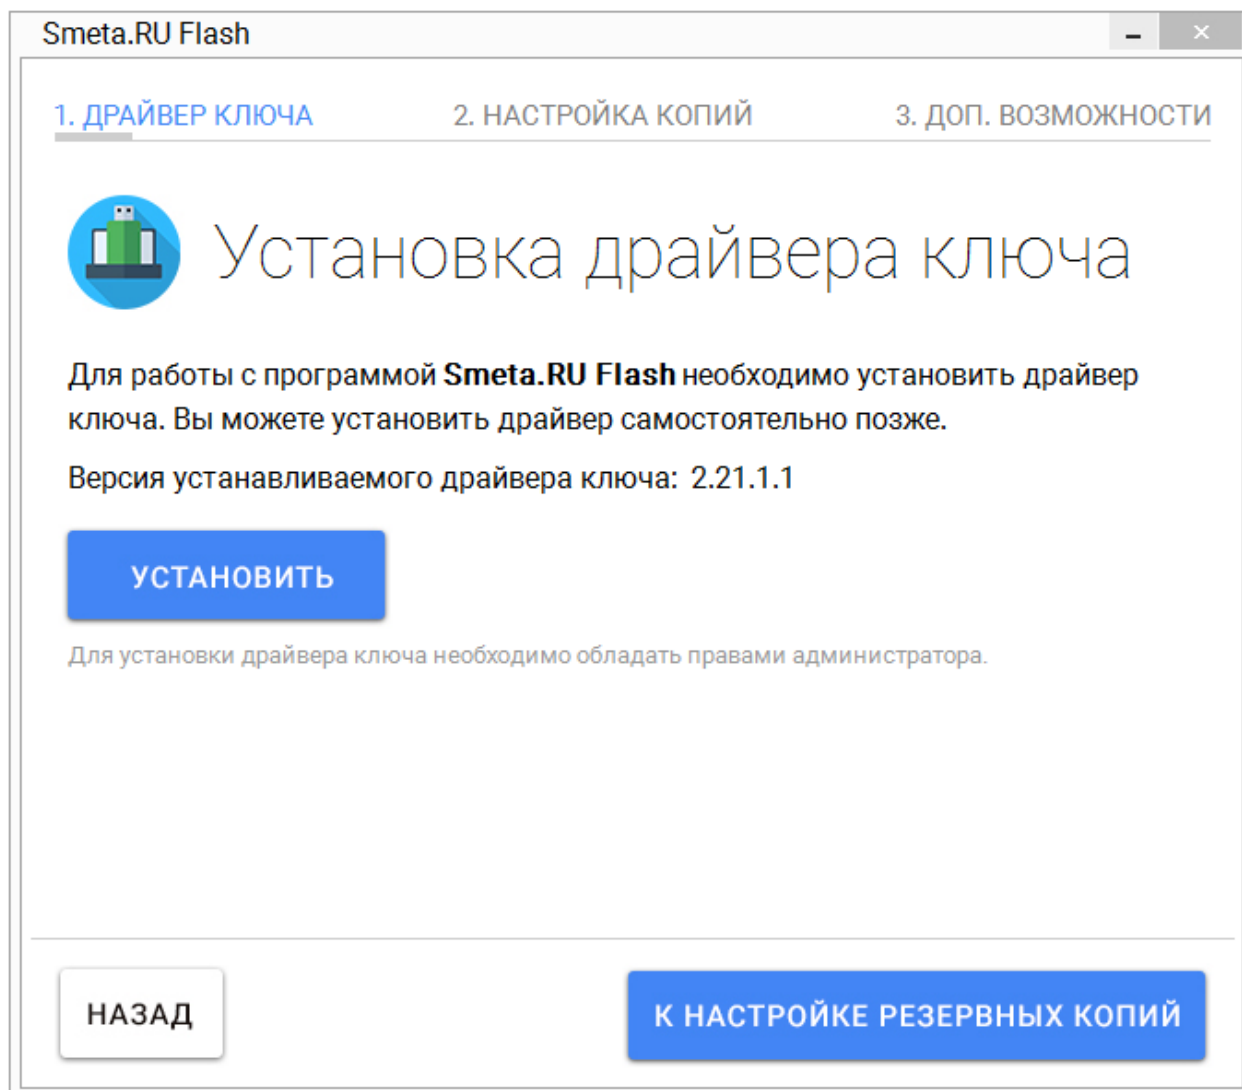 Smeta.RU Flash
1. ДРАЙВЕР КЛЮЧА 2. НАСТРОЙКА КОПИЙ 3. ДОП. ВОЗМОЖНОСТИ
Установка драйвера ключа
Для работы с программой Smeta.RU Flash необходимо установить драйвер
ключа. Вы можете установить драйвер самостоятельно позже.
Версия устанавливаемого драйвера ключа: 2.21.1.1
УСТАНОВИТЬ
Для установки драйвера ключа необходимо обладать правами администратора.
НАЗАД К НАСТРОЙКЕ РЕЗЕРВНЫХ КОПИЙ